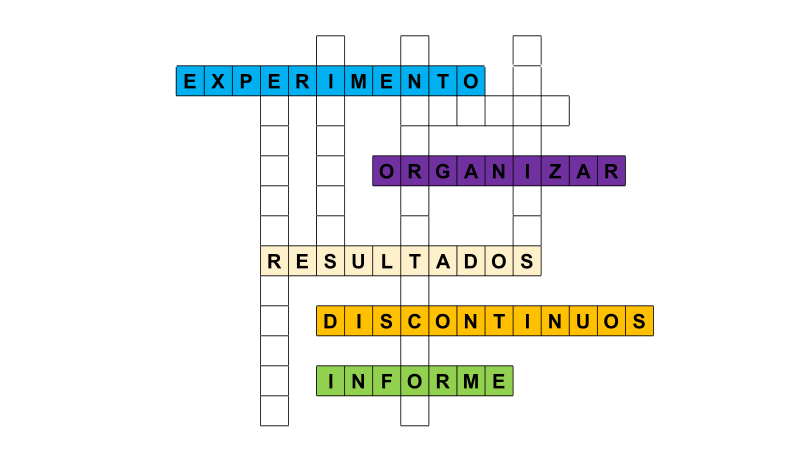 EXPERIMENTO
ORGANIZAR
RESULTADOS
DISCONTINUOS
INFORME